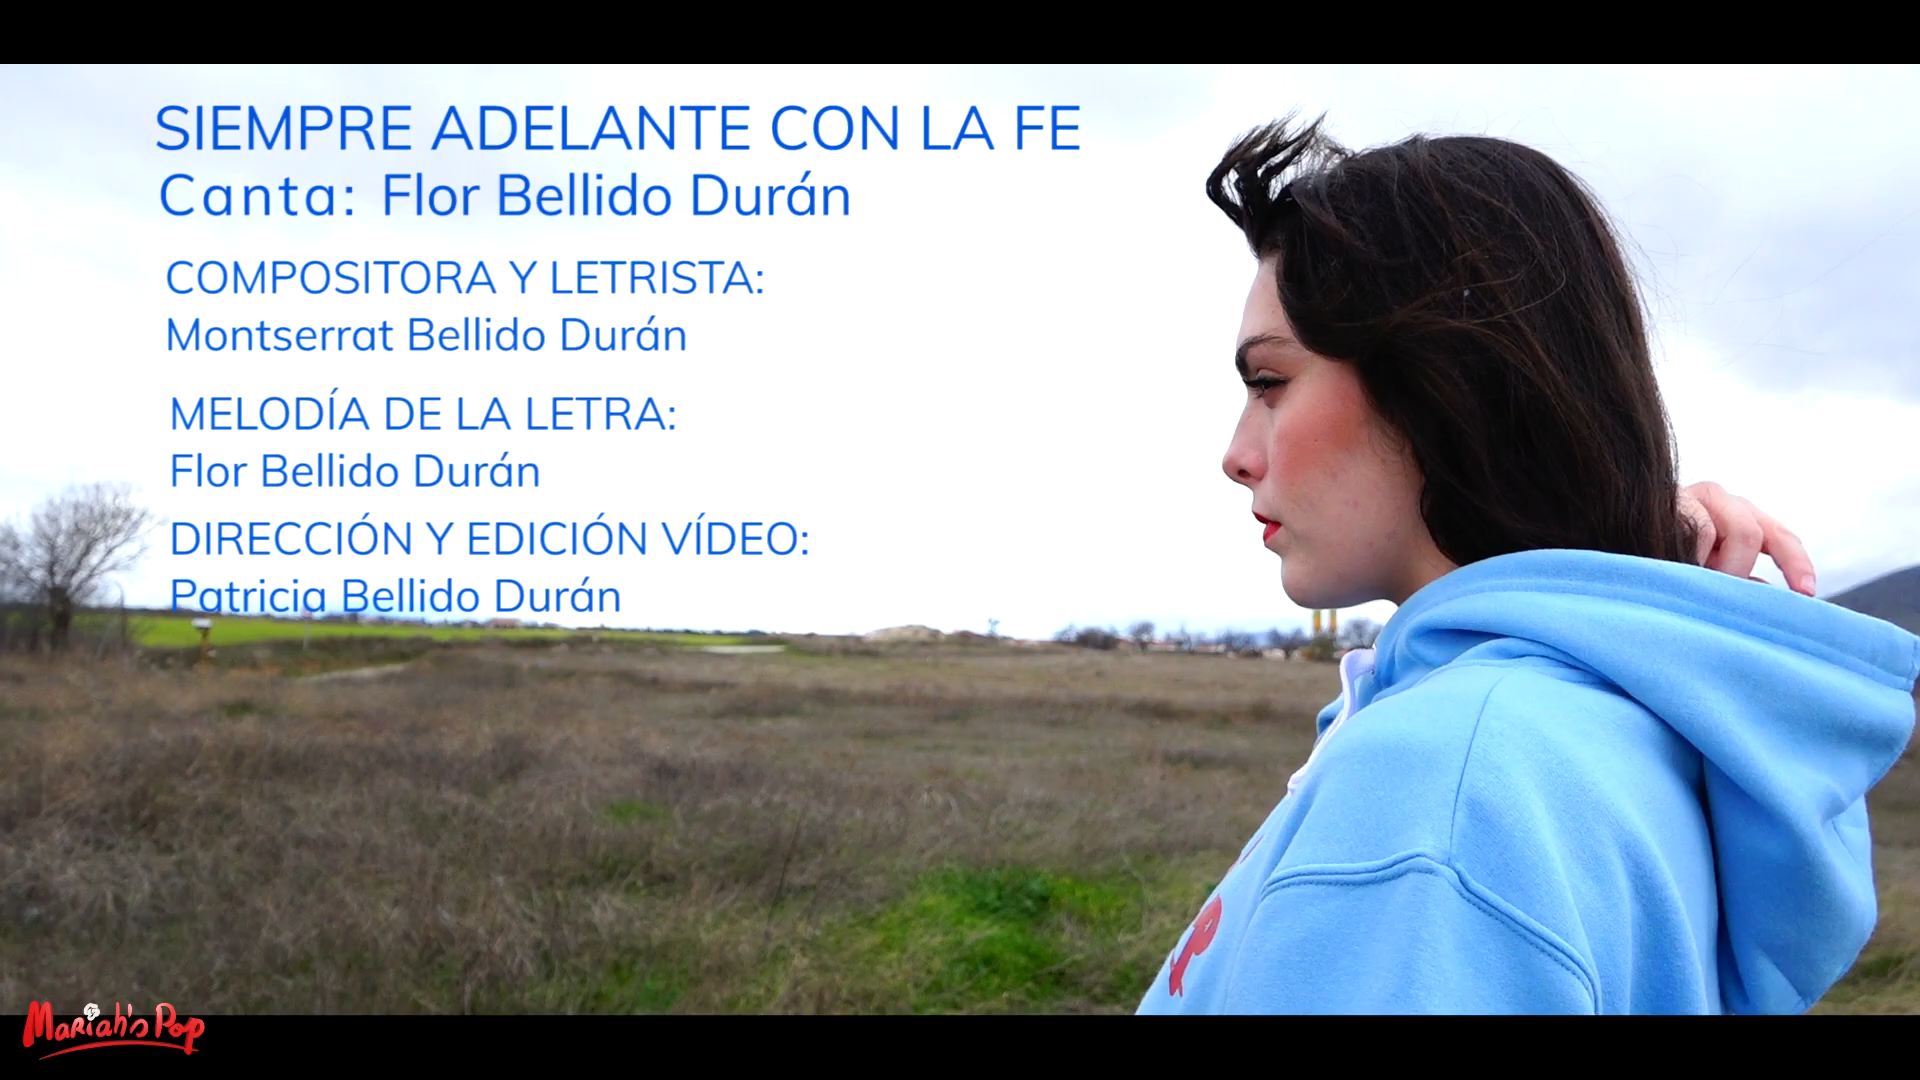 SIEMPRE ADELANTE CON LA FE
Canta: Flor Bellido Durán
COMPOSITORA Y LETRISTA:
Montserrat Bellido Durán
MELODÍA DE LA LETRA:
Flor Bellido Durán
DIRECCIÓN Y EDICIÓN VÍDEO:
Patricia Bellido Durán
Mariah's Pop